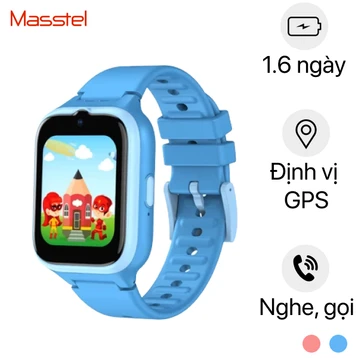 Masstel
1.6 ngày
Định vị
GPS
Nghe, gọi